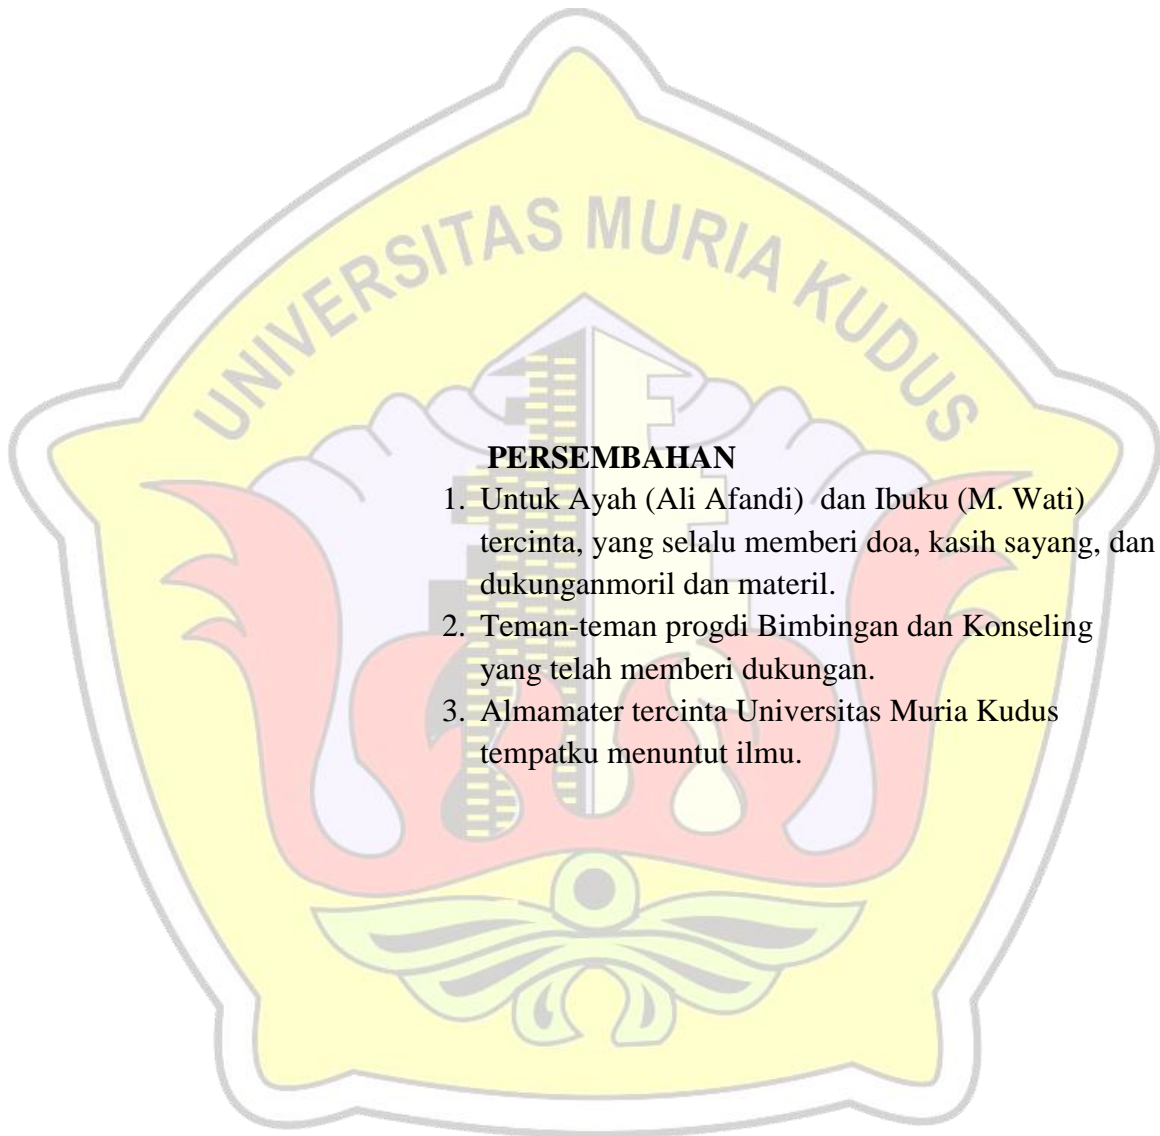 UNIVERSITAS MURIA KUDUS
PERSEMBAHAN
1. Untuk Ayah (Ali Afandi) dan Ibuku (M. Wati)
tercinta, yang selalu memberi doa, kasih sayang, dan
dukunganmoril dan materil.
2. Teman-teman progdi Bimbingan dan Konseling
yang telah memberi dukungan.
3. Almamater tercinta Universitas Muria Kudus
tempatku menuntut ilmu.